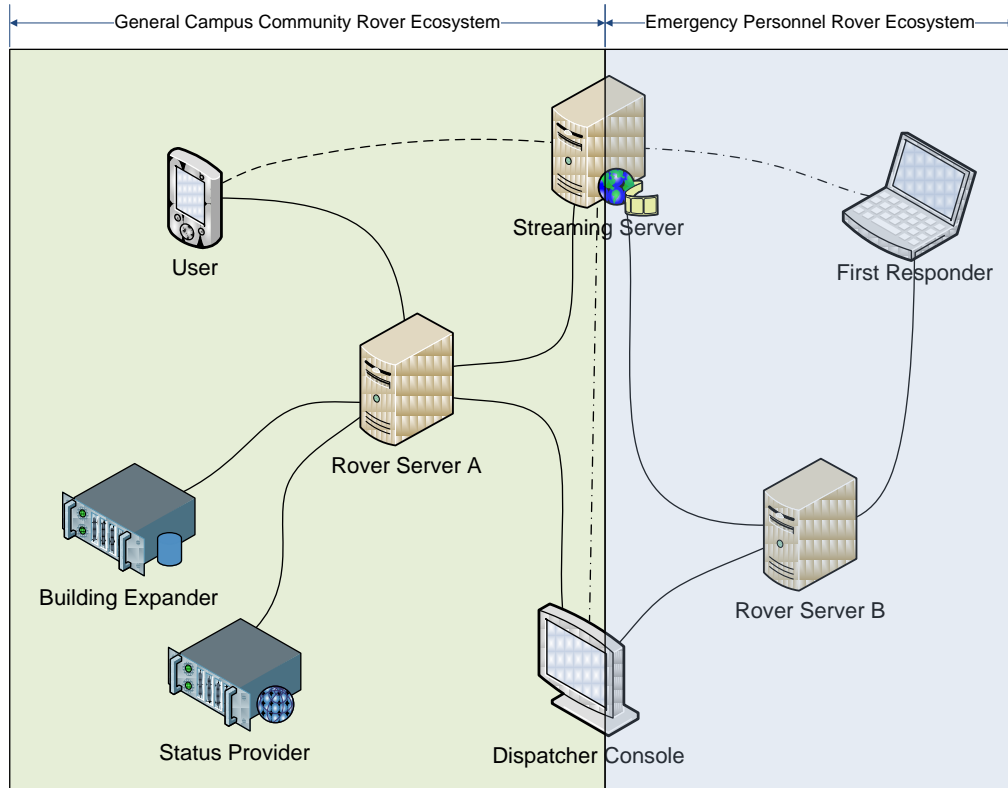 General Campus Community Rover Ecosystem
Emergency Personnel Rover Ecosystem
Streaming Server
User
First Responder
Rover Server A
Building Expander
Rover Server B
Status Provider
Dispatcher Console